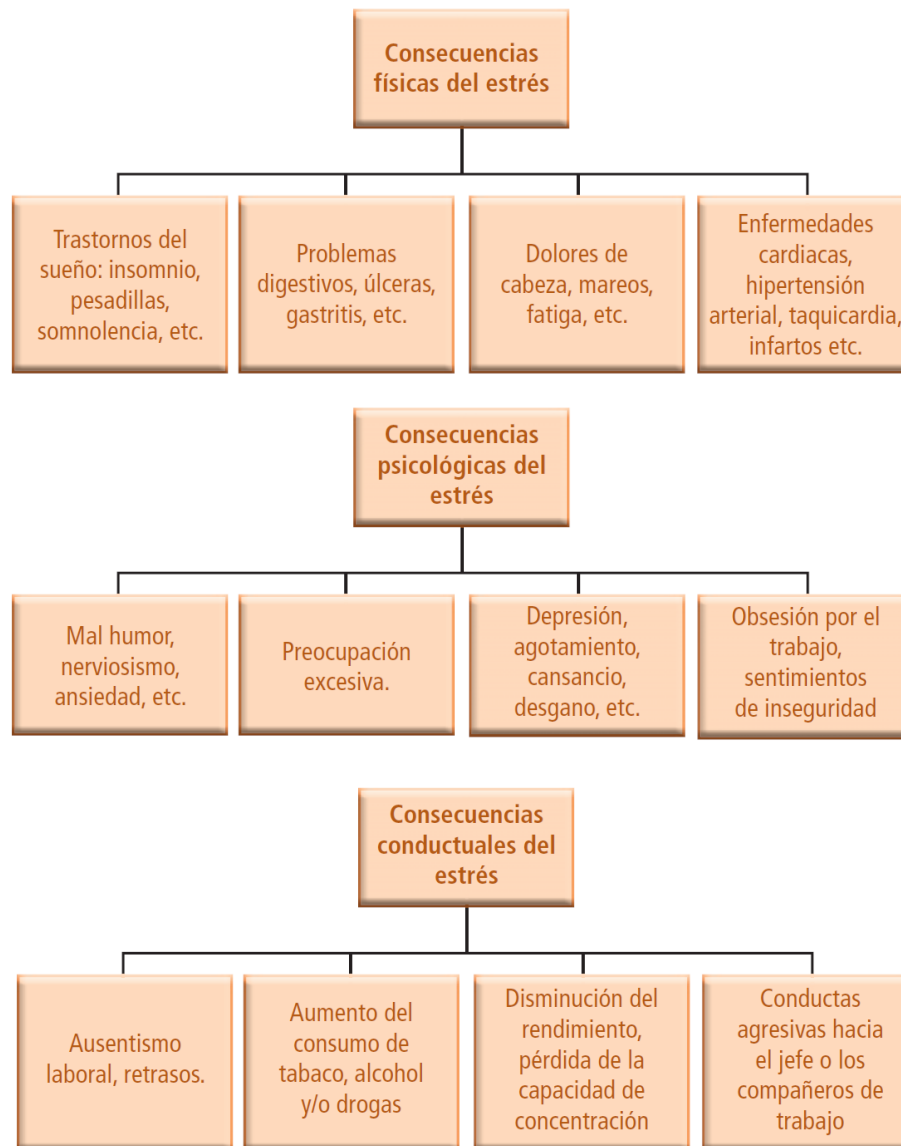 Consecuencias
físicas del estrés
Trastornos del
sueño: insomnio,
pesadillas,
somnolencia, etc.
Problemas
digestivos, úlceras,
gastritis, etc.
Dolores de
cabeza, mareos,
fatiga, etc.
Enfermedades
cardiacas,
hipertensión
arterial, taquicardia,
infartos etc.
Consecuencias
psicológicas del
estrés
Mal humor,
nerviosismo,
ansiedad, etc.
Preocupación
excesiva.
Depresión,
agotamiento,
cansancio,
desgano, etc.
Obsesión por el
trabajo,
sentimientos
de inseguridad
Consecuencias
conductuales del
estrés
Ausentismo
laboral, retrasos.
Aumento del
consumo de
tabaco, alcohol
y/o drogas
Disminución del
rendimiento,
pérdida de la
capacidad de
concentración
Conductas
agresivas hacia
el jefe o los
compañeros de
trabajo